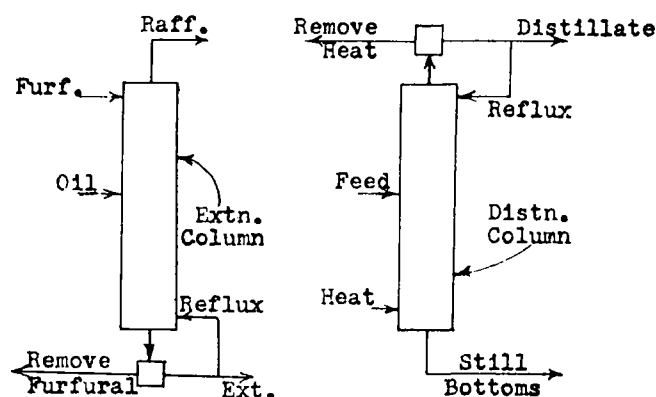 Raff.
Furf.
Oil
Extn.
Column
Reflux
Remove
Furfural
Ext.
Remove
Heat
Distillate
Reflux
Feed
Distn.
Column
Heat
Still
Bottoms